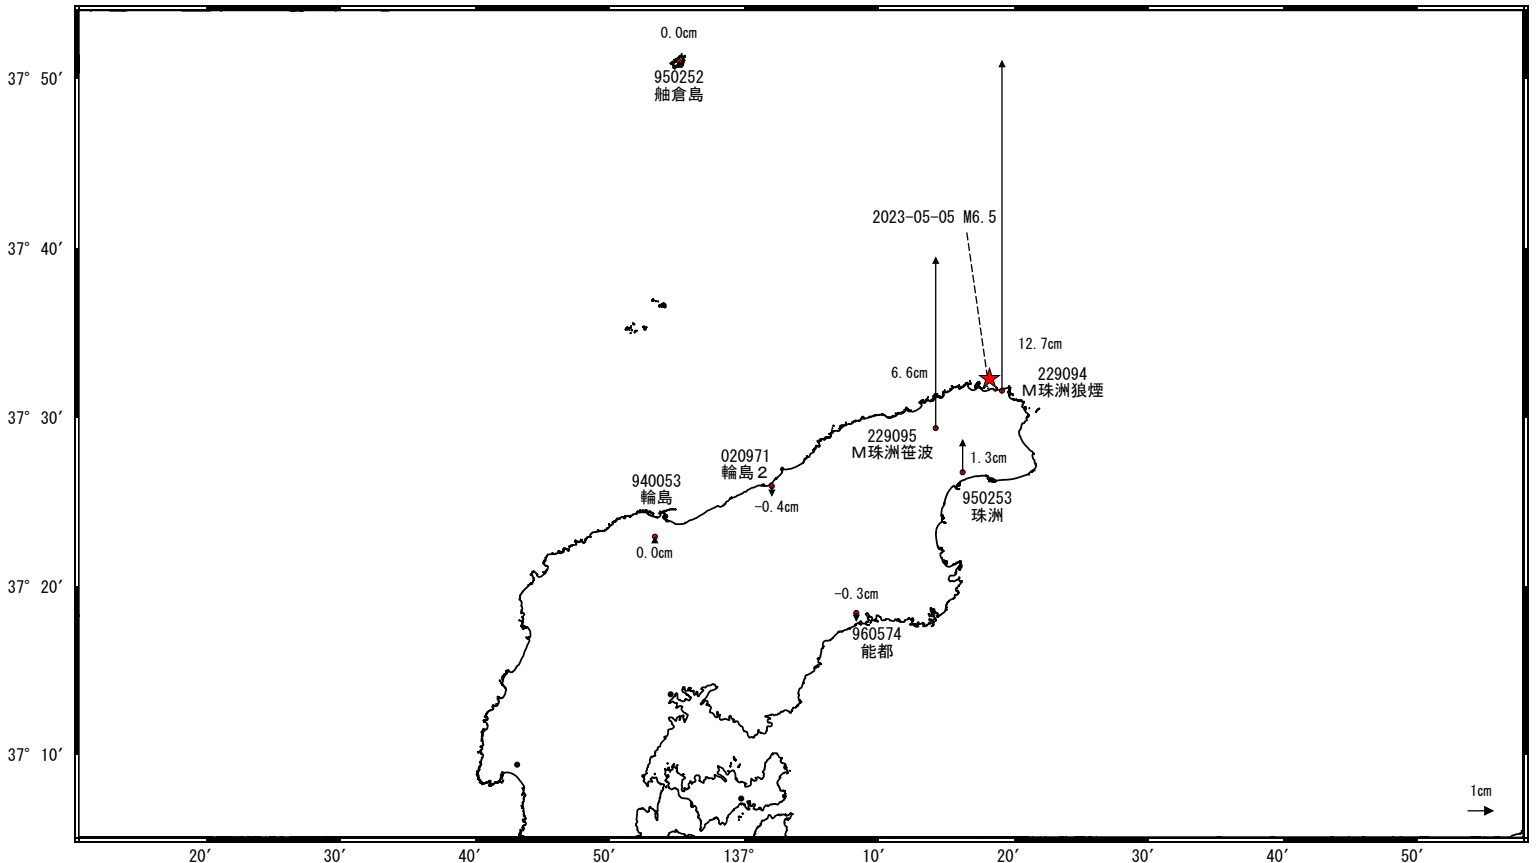 0.0cm
37° 50′
950252
舳倉島
2023-05-05 M6.5
37° 40′
12.7cm
6.6cm
229094
M珠洲狼煙
37° 30′
229095
M珠洲笹波
1.3cm
020971
輪島２
940053
輪島
-0.4cm
950253
珠洲
0.0cm
37° 20′
-0.3cm
960574
能都
37° 10′
1cm
20′ 30′ 40′ 50′ 137° 10′ 20′ 30′ 40′ 50′